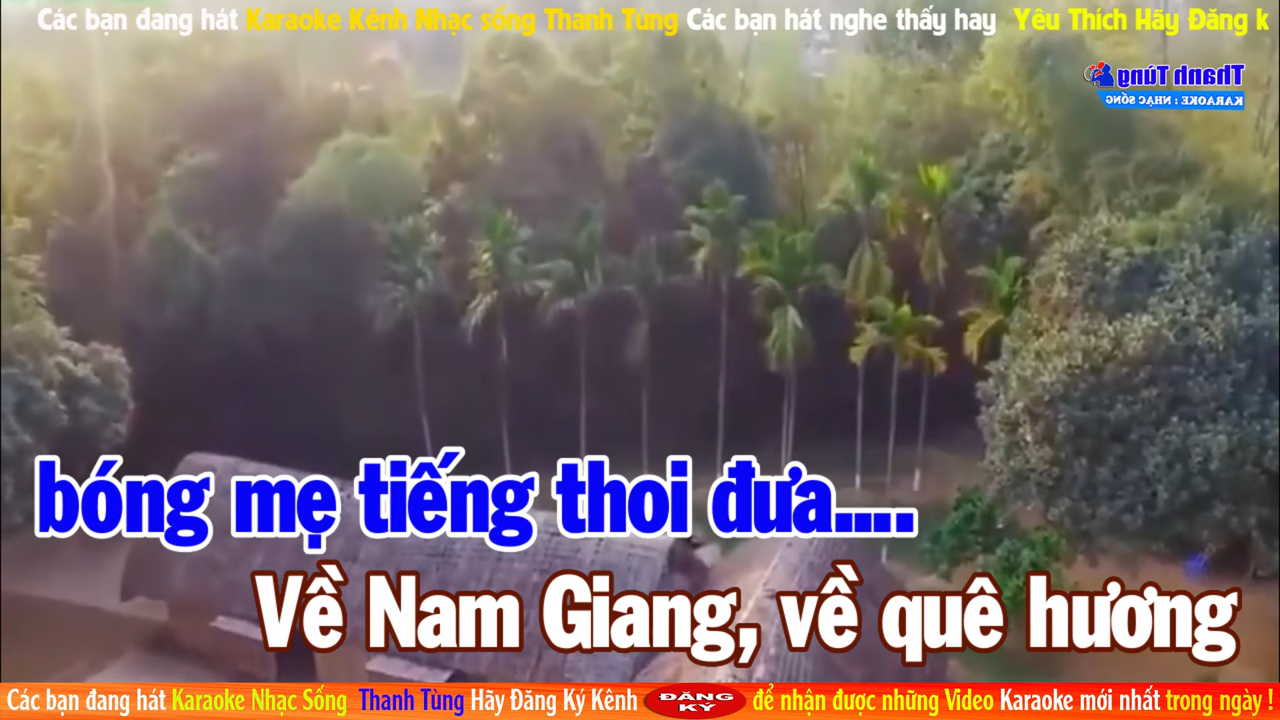 Các bạn đang hát Karaoke Kênh Nhạc sống Thanh Tùng Các bạn hát nghe thấy hay Yêu Thích Hãy Đăng k
Thanh Tùng
KARAOKE : NHẠC SỐNG
bóng mẹ tiếng thoi đưa....
Về Nam Giang, về quê hương
Các bạn đang hát Karaoke Nhạc Sống Thanh Tùng Hãy Đăng Ký Kênh ĐĂNG KÝ để nhận được những Video Karaoke mới nhất trong ngày !